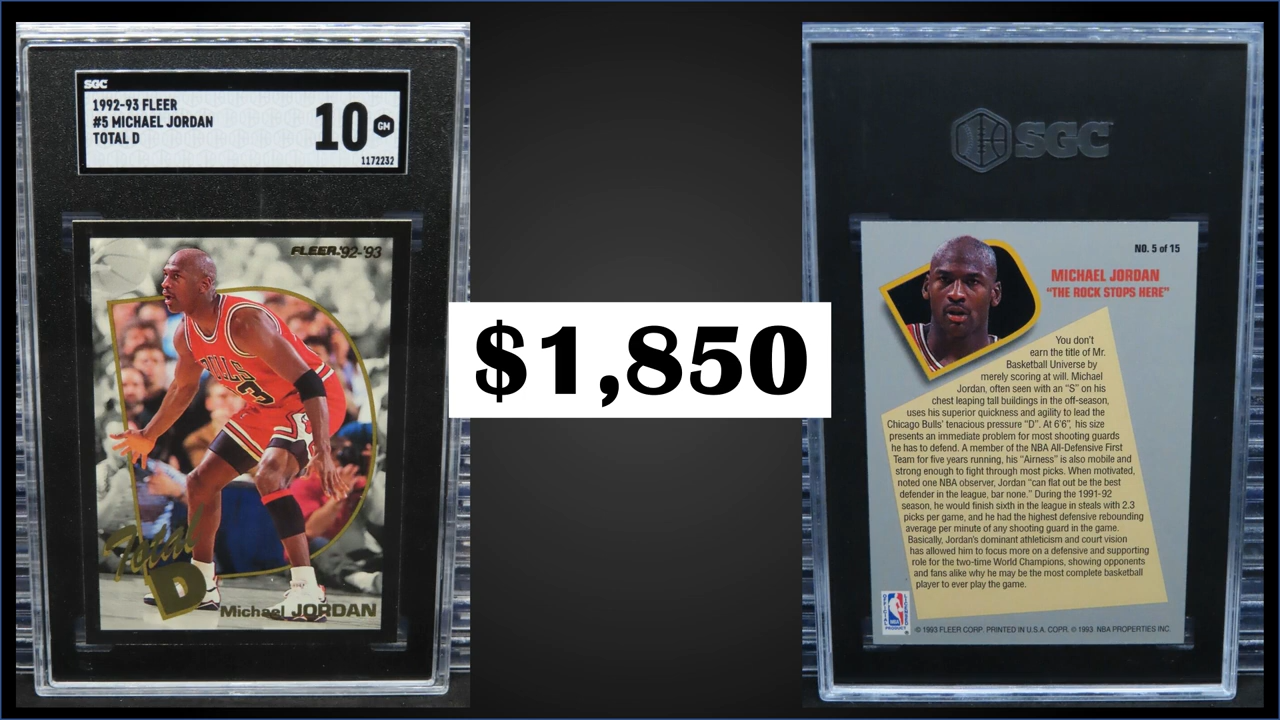 SGC
1992-93 FLEER
#5 MICHAEL JORDAN
TOTAL D
10 GM
1172232
FLEER.'92-'93
BULLS
Total
D
Michael JORDAN
$1,850
SGC
NO. 5 of 15
MICHAEL JORDAN
"THE ROCK STOPS HERE"
You don't
earn the title of Mr.
Basketball Universe by
merely scoring at will. Michael
Jordan, often seen with an "S" on his
chest leaping tall buildings in the off-season,
uses his superior quickness and agility to lead the
Chicago Bulls' tenacious pressure "D". At 6'6", his size
presents an immediate problem for most shooting guards
he has to defend. A member of the NBA All-Defensive First
Team for five years running, his "Airness" is also mobile and
strong enough to fight through most picks. When motivated,
noted one NBA observer, Jordan "can flat out be the best
defender in the league, bar none." During the 1991-92
season, he would finish sixth in the league in steals with 2.3
picks per game, and he had the highest defensive rebounding
average per minute of any shooting guard in the game.
Basically, Jordan's dominant athleticism and court vision
has allowed him to focus more on a defensive and supporting
role for the two-time World Champions, showing opponents
and fans alike why he may be the most complete basketball
player to ever play the game.
NBA
PRODUCT
© 1993 FLEER CORP. PRINTED IN U.S.A. COPR. © 1993 NBA PROPERTIES INC.